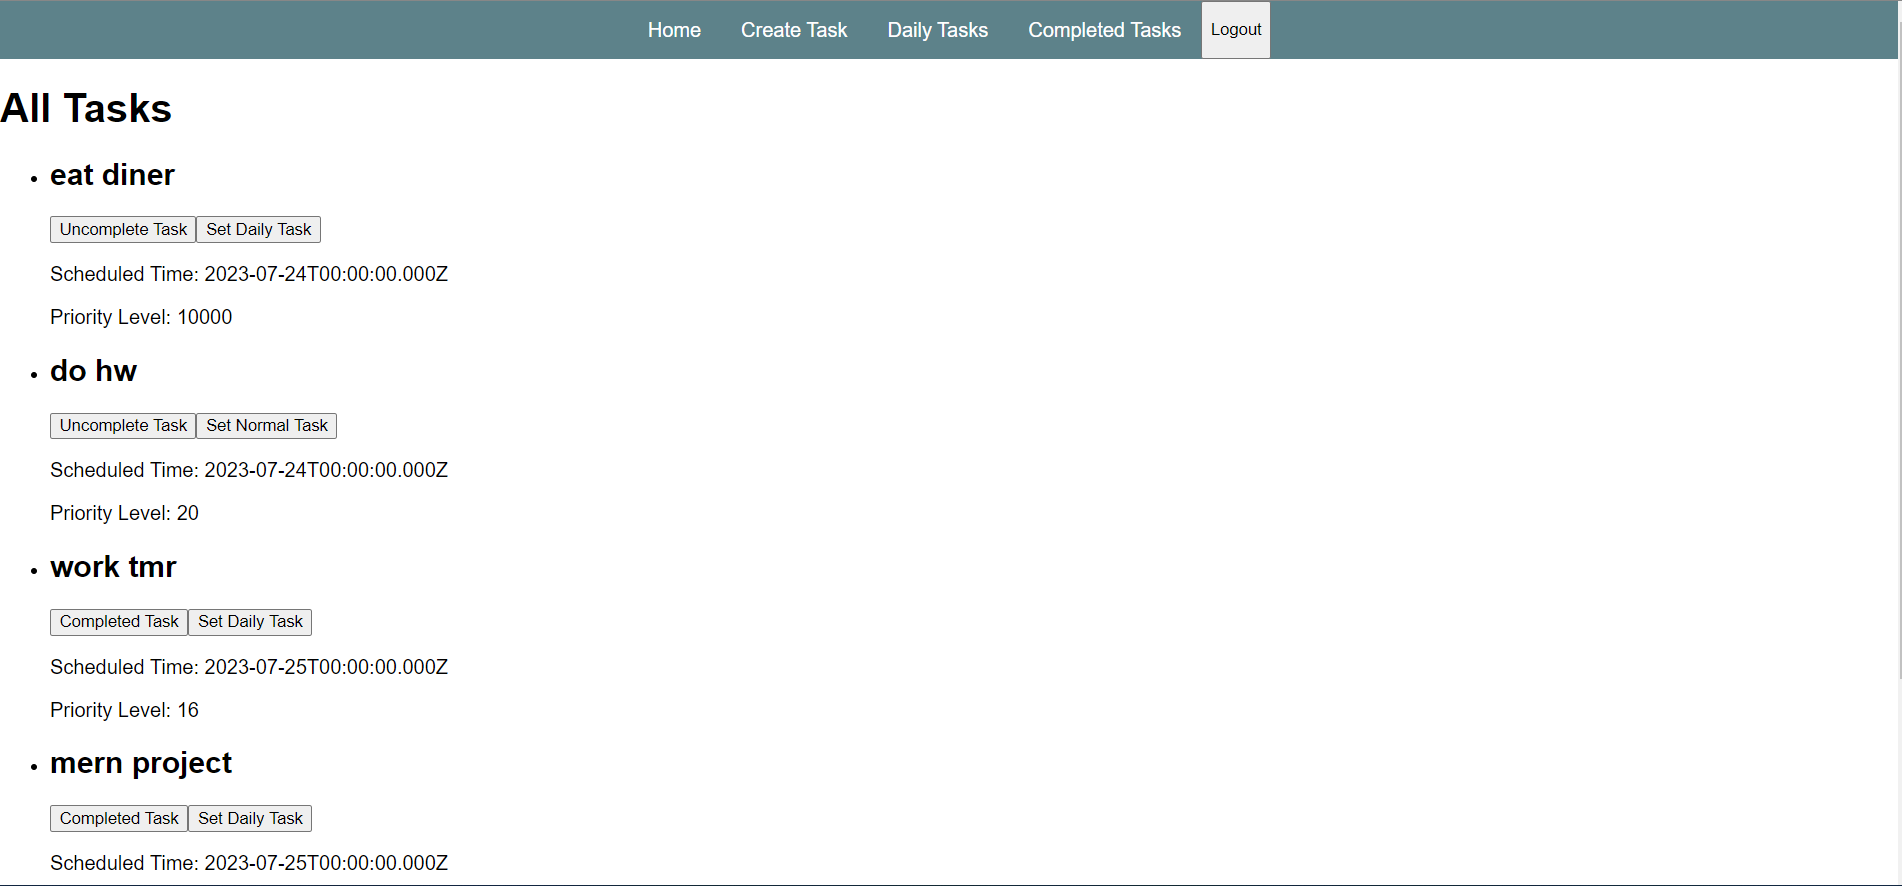 Home Create Task Daily Tasks Completed Tasks Logout
All Tasks
eat diner
Uncomplete Task Set Daily Task
Scheduled Time: 2023-07-24T00:00:00.000Z
Priority Level: 10000
do hw
Uncomplete Task Set Normal Task
Scheduled Time: 2023-07-24T00:00:00.000Z
Priority Level: 20
work tmr
Completed Task Set Daily Task
Scheduled Time: 2023-07-25T00:00:00.000Z
Priority Level: 16
mern project
Completed Task Set Daily Task
Scheduled Time: 2023-07-25T00:00:00.000Z